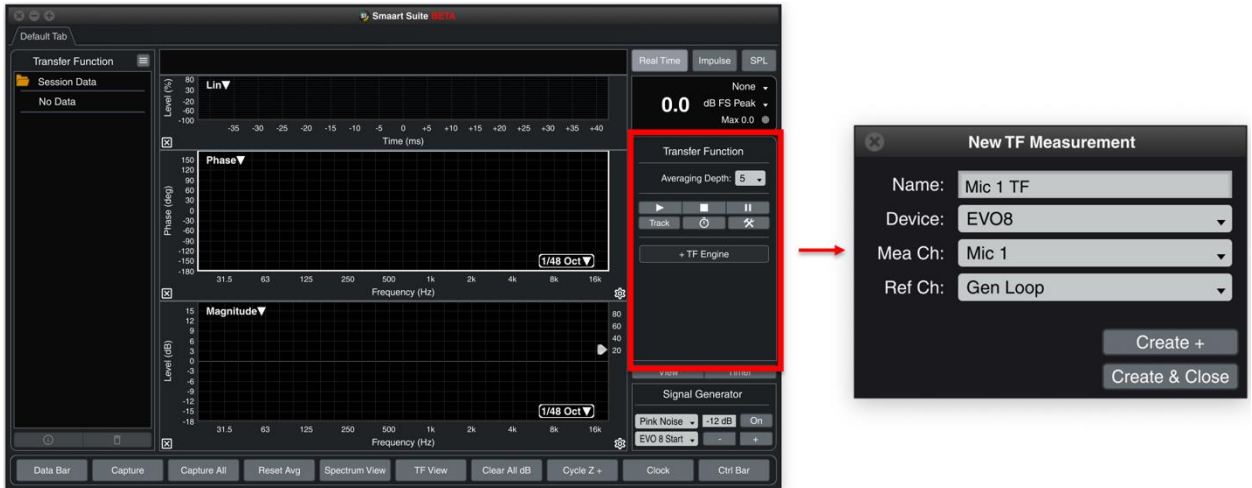 Smaart Suite BETA
Default Tab
Transfer Function
Session Data
No Data
Level (%)
80
30
-20
-60
-100
Lin▼
-35 -30 -25 -20 -15 -10 -5 0 +5 +10 +15 +20 +25 +30 +35 +40
Time (ms)
Phase (deg)
150
120
90
60
30
0
-30
-60
-90
-120
-150
-180
Phase▼
1/48 Oct▼
31.5 63 125 250 500 1k 2k 4k 8k 16k
Frequency (Hz)
Level (dB)
15
12
9
6
3
0
-3
-6
-9
-12
-15
-18
Magnitude▼
80
60
40
20
1/48 Oct▼
31.5 63 125 250 500 1k 2k 4k 8k 16k
Frequency (Hz)
Real Time Impulse SPL
None
0.0 dB FS Peak
Max 0.0
Transfer Function
Averaging Depth: 5
Track
+ TF Engine
View Timer
Signal Generator
Pink Noise -12 dB On
EVO 8 Start - +
Data Bar Capture Capture All Reset Avg Spectrum View TF View Clear All dB Cycle Z + Clock Ctrl Bar
New TF Measurement
Name: Mic 1 TF
Device: EVO8
Mea Ch: Mic 1
Ref Ch: Gen Loop
Create +
Create & Close